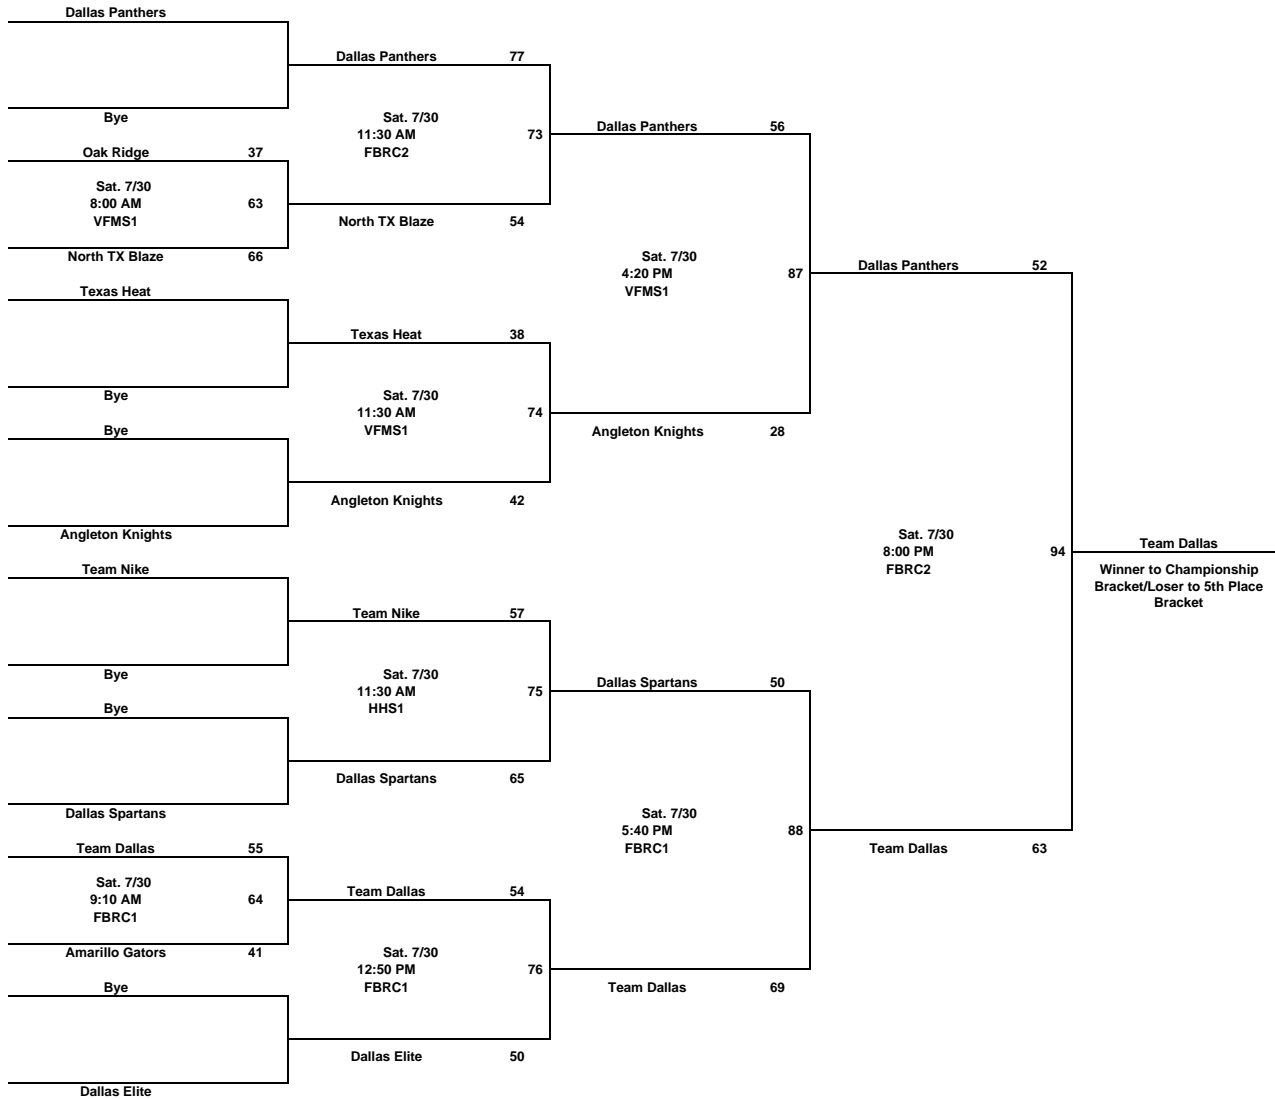 Dallas Panthers
Bye
Oak Ridge 37
Sat. 7/30
8:00 AM 63
VFMS1
North TX Blaze 66
Texas Heat
Bye
Bye
Angleton Knights
Team Nike
Bye
Bye
Dallas Spartans
Team Dallas 55
Sat. 7/30
9:10 AM 64
FBRC1
Amarillo Gators 41
Bye
Dallas Elite
Dallas Panthers 77
Sat. 7/30
11:30 AM 73
FBRC2
North TX Blaze 54
Texas Heat 38
Sat. 7/30
11:30 AM 74
VFMS1
Angleton Knights 42
Team Nike 57
Sat. 7/30
11:30 AM 75
HHS1
Dallas Spartans 65
Team Dallas 54
Sat. 7/30
12:50 PM 76
FBRC1
Dallas Elite 50
Dallas Panthers 56
Sat. 7/30
4:20 PM 87
VFMS1
Angleton Knights 28
Dallas Spartans 50
Sat. 7/30
5:40 PM 88
FBRC1
Team Dallas 69
Dallas Panthers 52
Sat. 7/30
8:00 PM 94
FBRC2
Team Dallas 63
Team Dallas
Winner to Championship
Bracket/Loser to 5th Place
Bracket